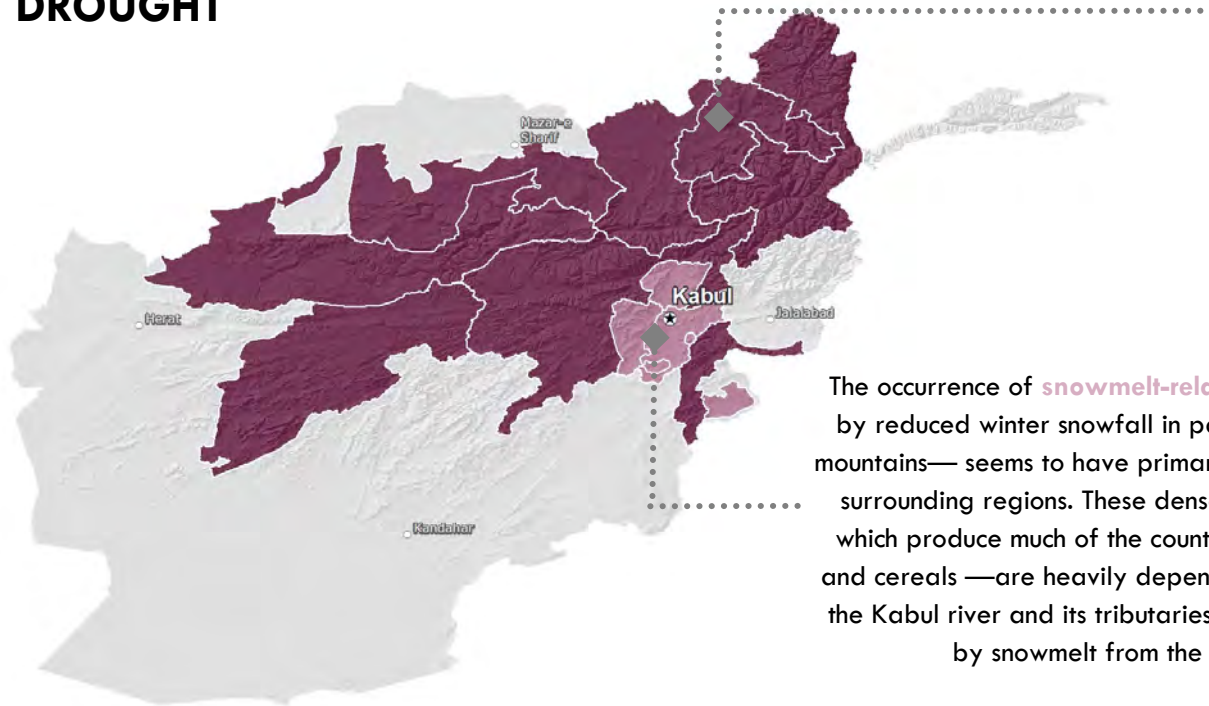 DROUGHT
Mazar-e
Sharif
Kabul
Jalalabad
Herat
Kandahar
The occurrence of snowmelt-rela
by reduced winter snowfall in pa
mountains— seems to have primar
surrounding regions. These dense
which produce much of the count
and cereals —are heavily depen
the Kabul river and its tributaries
by snowmelt from the